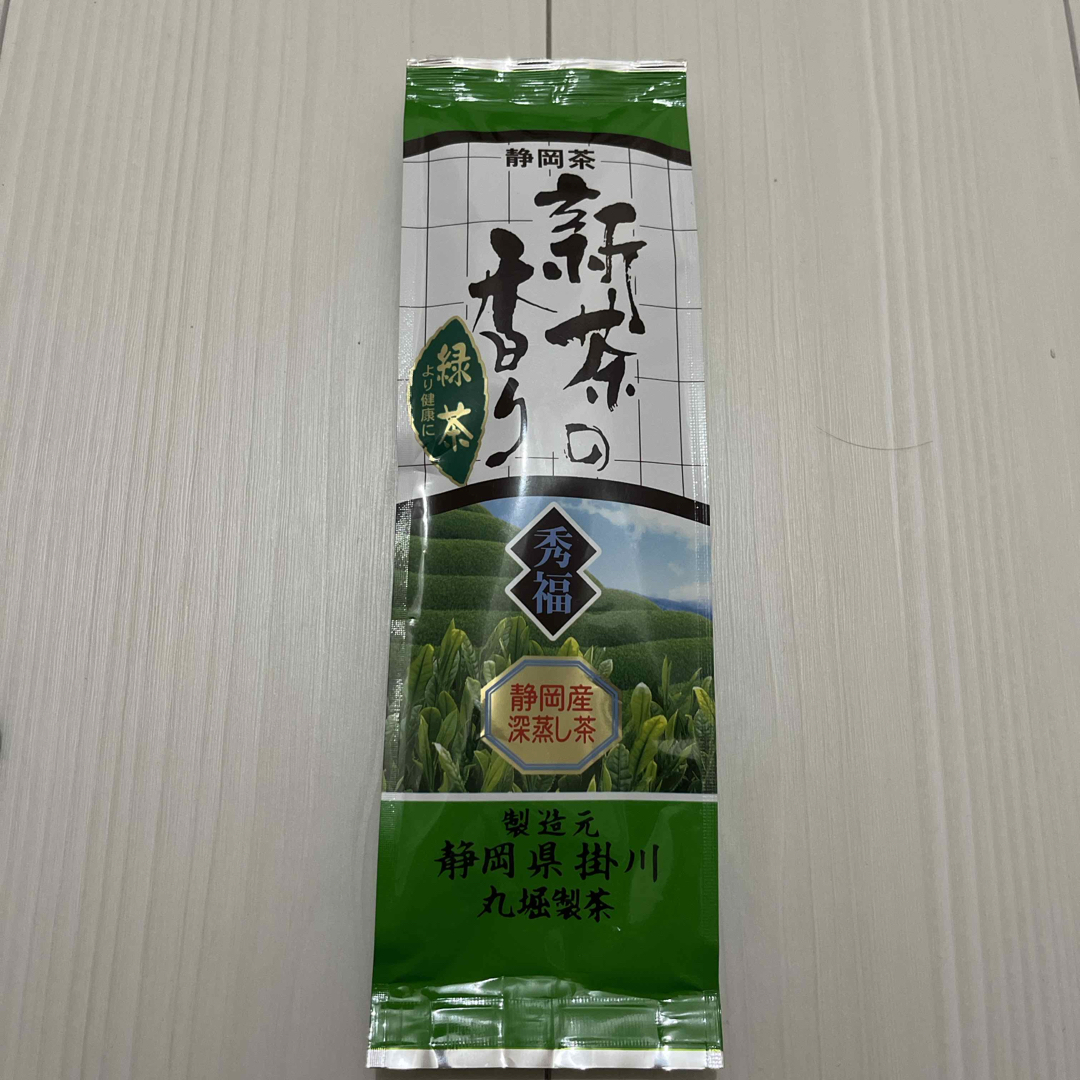 静岡茶
新茶の
香り
緑茶
より健康に
秀福
静岡産
深蒸し茶
製造元
静岡県掛川
丸堀製茶